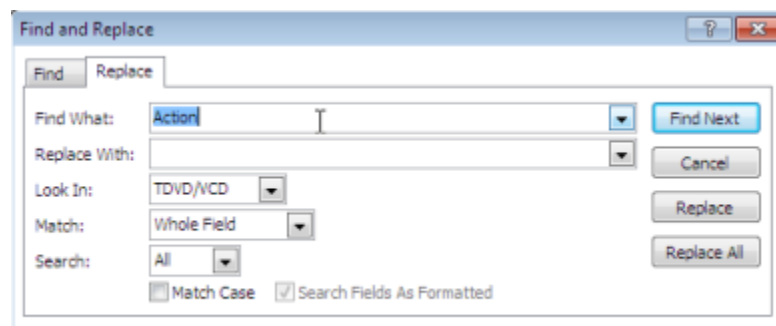 Find and Replace
Find Replace
Find What: Action Find Next
Replace With: Cancel
Look In: TDVD/VCD
Match: Whole Field Replace
Search: All Replace All
Match Case Search Fields As Formatted